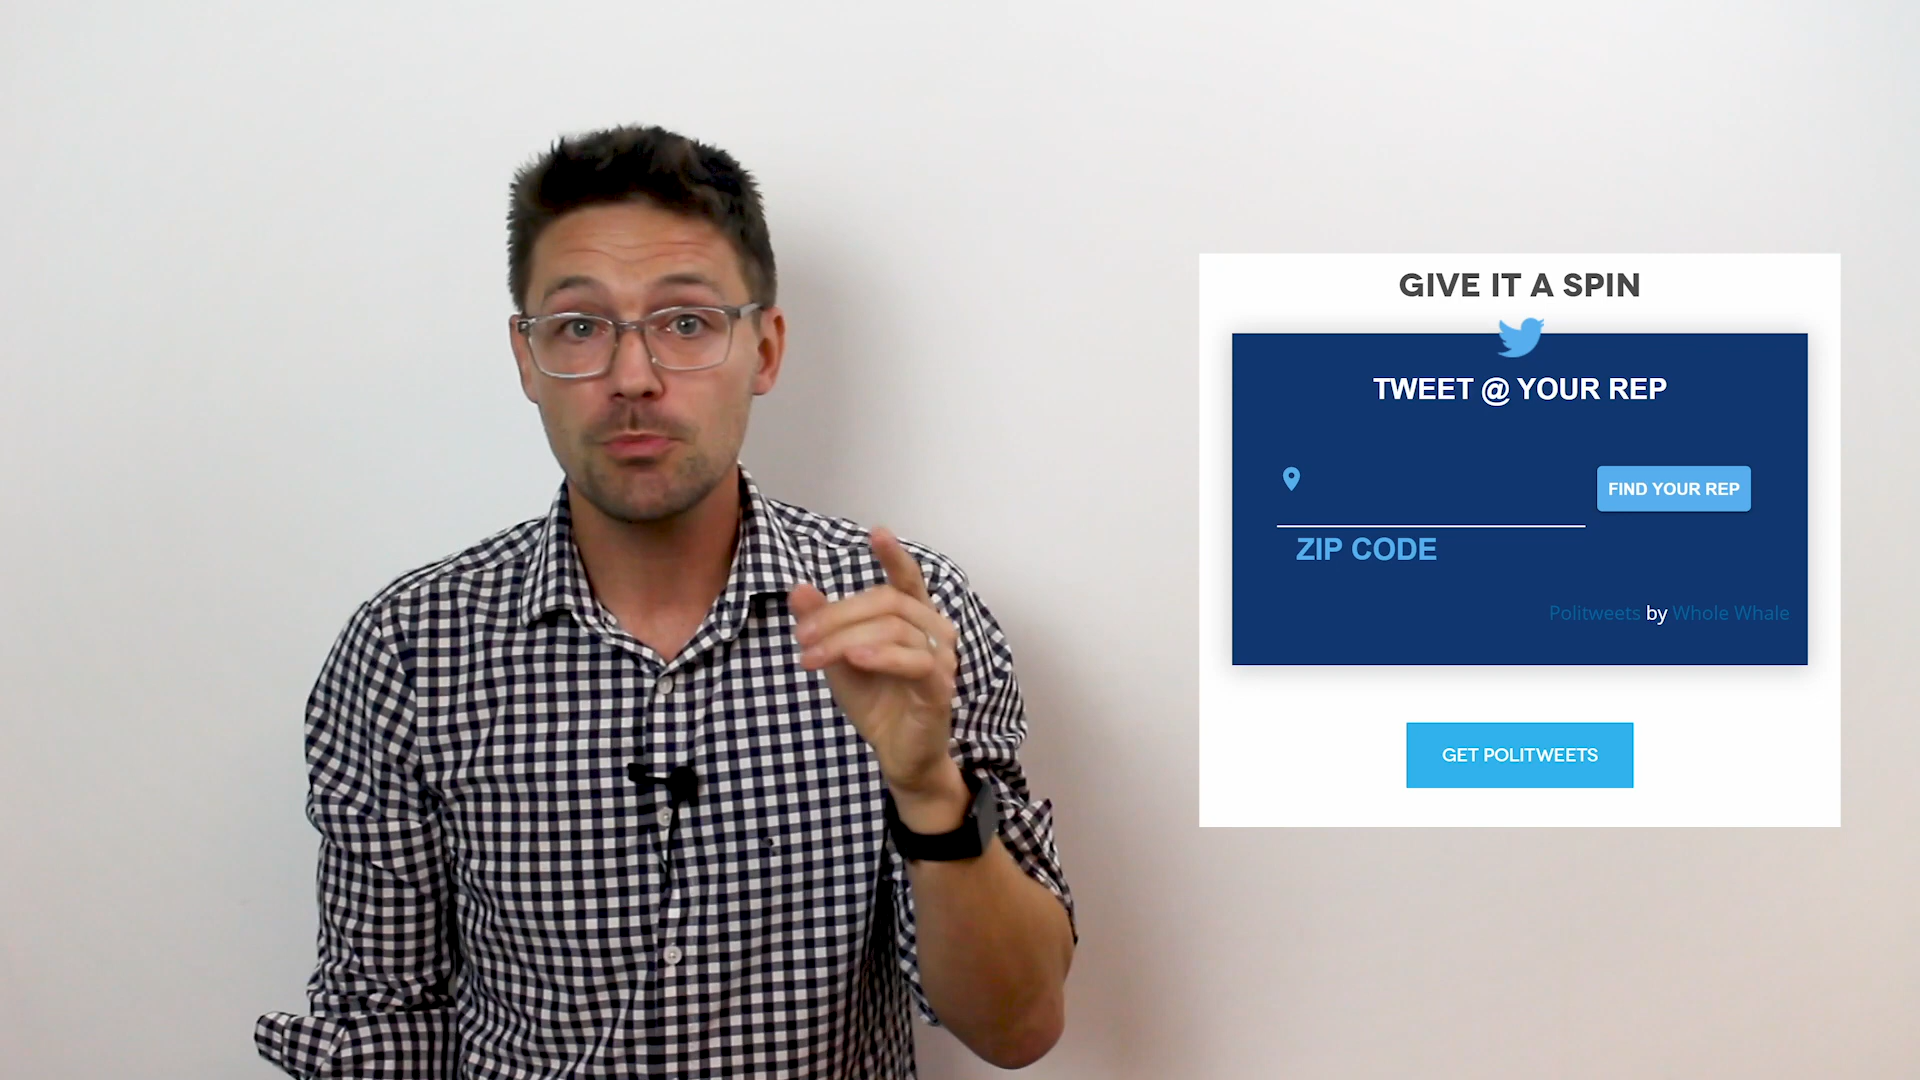 GIVE IT A SPIN
TWEET @ YOUR REP
FIND YOUR REP
ZIP CODE
Politweets by Whole Whale
GET POLITWEETS